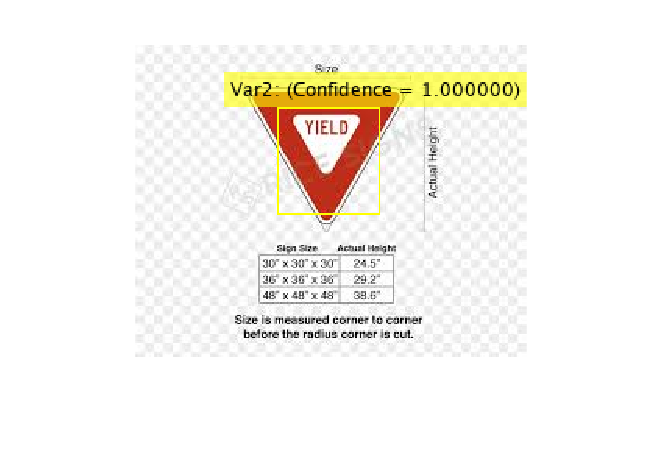 Size
Var2: (Confidence = 1.000000)
YIELD
Actual Height
Sign Size Actual Height
30" x 30" x 30" 24.5"
36" x 36" x 36" 29.2"
48" x 48" x 48" 38.6"
Size is measured corner to corner
before the radius corner is cut.